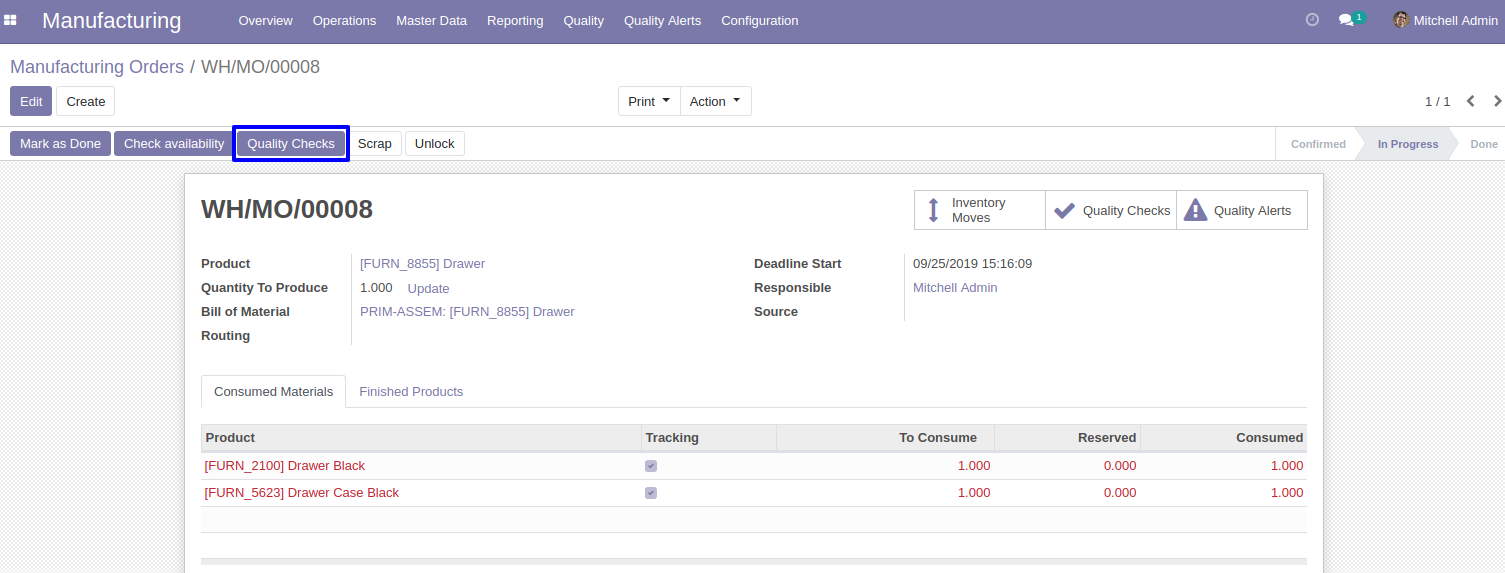 Manufacturing Overview Operations Master Data Reporting Quality Quality Alerts Configuration 1 Mitchell Admin
Manufacturing Orders / WH/MO/00008
Edit Create Print Action 1 / 1
Mark as Done Check availability Quality Checks Scrap Unlock Confirmed In Progress Done
WH/MO/00008
Inventory Moves
Quality Checks
Quality Alerts
Product [FURN_8855] Drawer Deadline Start 09/25/2019 15:16:09
Quantity To Produce 1.000 Update Responsible Mitchell Admin
Bill of Material PRIM-ASSEM: [FURN_8855] Drawer Source
Routing
Consumed Materials Finished Products
Product Tracking To Consume Reserved Consumed
[FURN_2100] Drawer Black 1.000 0.000 1.000
[FURN_5623] Drawer Case Black 1.000 0.000 1.000